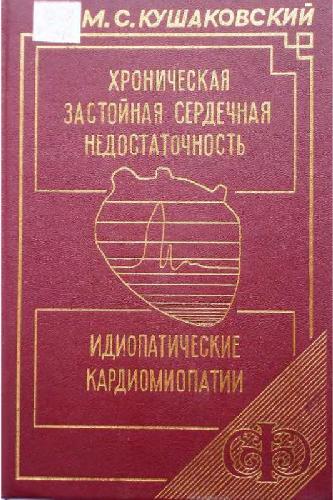 М.С.КУШАКОВСКИЙ
ХРОНИЧЕСКАЯ
ЗАСТОЙНАЯ СЕРДЕЧНАЯ
НЕДОСТАТОЧНОСТЬ
ИДИОПАТИЧЕСКИЕ
КАРДИОМИОПАТИИ
Ф